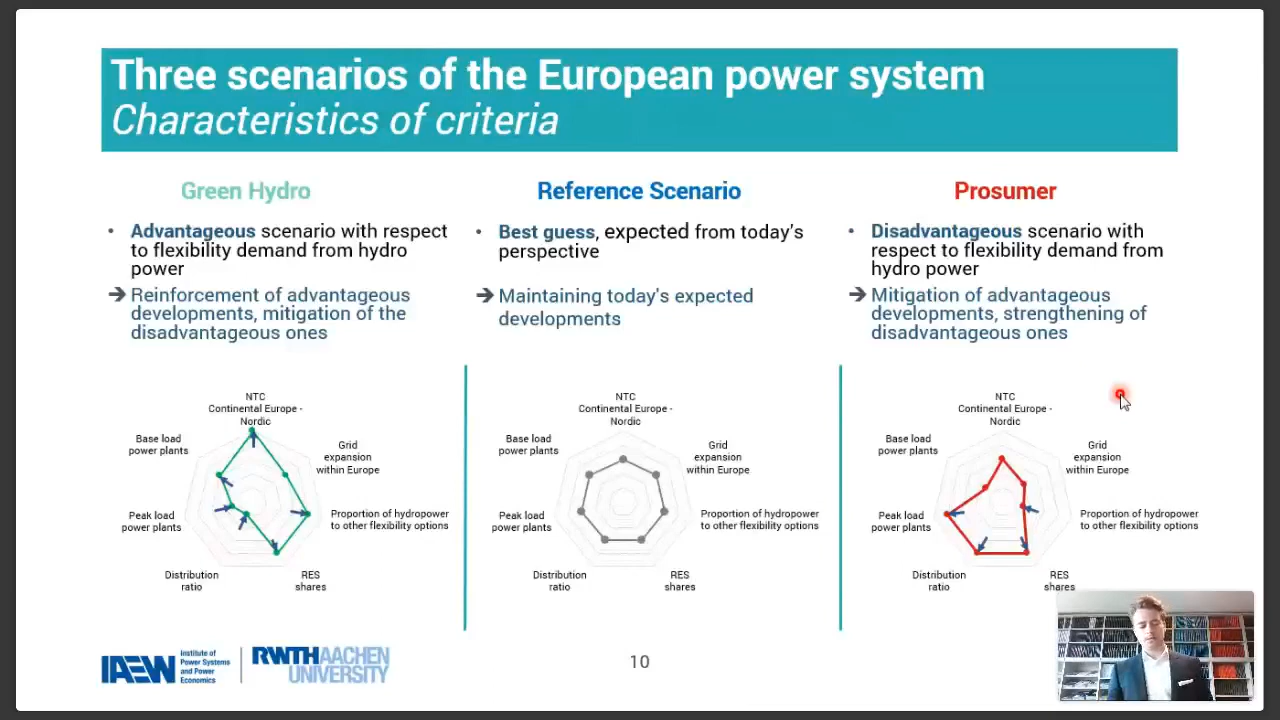 Three scenarios of the European power system
Characteristics of criteria
Green Hydro
• Advantageous scenario with respect
to flexibility demand from hydro
power
➔ Reinforcement of advantageous
developments, mitigation of the
disadvantageous ones
NTC
Continental Europe -
Nordic
Base load
power plants
Grid
expansion
within Europe
Peak load
power plants
Proportion of hydropower
to other flexibility options
Distribution
ratio
RES
shares
Reference Scenario
• Best guess, expected from today's
perspective
➔ Maintaining today's expected
developments
NTC
Continental Europe -
Nordic
Base load
power plants
Grid
expansion
within Europe
Peak load
power plants
Proportion of hydropower
to other flexibility options
Distribution
ratio
RES
shares
Prosumer
• Disadvantageous scenario with
respect to flexibility demand from
hydro power
➔ Mitigation of advantageous
developments, strengthening of
disadvantageous ones
NTC
Continental Europe -
Nordic
Base load
power plants
Grid
expansion
within Europe
Peak load
power plants
Proportion of hydropower
to other flexibility options
Distribution
ratio
RES
shares
IAEW
Institute of
Power Systems
and Power
Economics
RWTHAACHEN
UNIVERSITY
10